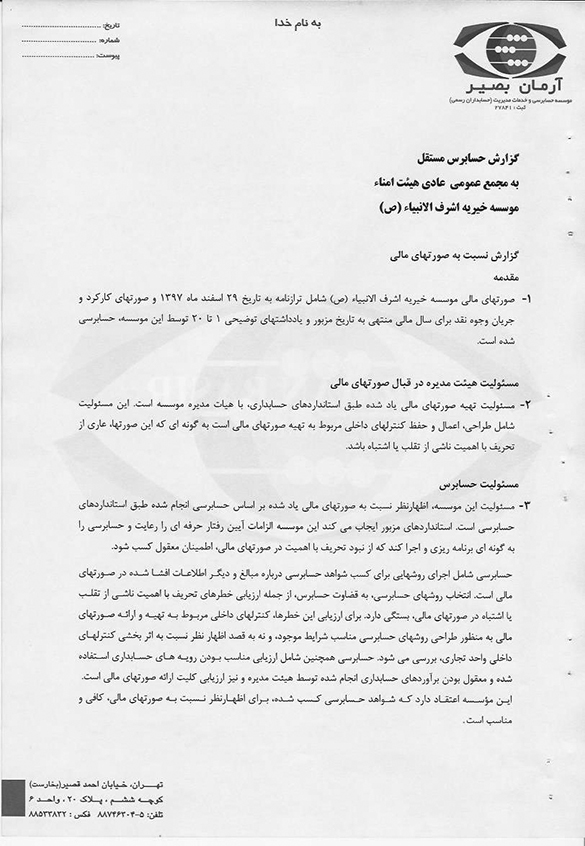 به نام خدا
تاریخ: ........................
شماره: ........................
پیوست: ........................
آرمان بصیر
موسسه حسابرسی و خدمات مدیریت (حسابداران رسمی)
ثبت : ۲۷۸۴۱
گزارش حسابرس مستقل
به مجمع عمومی عادی هیئت امناء
موسسه خیریه اشرف الانبیاء (ص)
گزارش نسبت به صورتهای مالی
مقدمه
۱- صورتهای مالی موسسه خیریه اشرف الانبیاء (ص) شامل ترازنامه به تاریخ ۲۹ اسفند ماه ۱۳۹۷ و صورتهای کارکرد و
جریان وجوه نقد برای سال مالی منتهی به تاریخ مزبور و یادداشتهای توضیحی ۱ تا ۲۰ توسط این موسسه، حسابرسی
شده است.
مسئولیت هیئت مدیره در قبال صورتهای مالی
۲- مسئولیت تهیه صورتهای مالی یاد شده طبق استانداردهای حسابداری، با هیات مدیره موسسه است. این مسئولیت
شامل طراحی، اعمال و حفظ کنترلهای داخلی مربوط به تهیه صورتهای مالی است به گونه ای که این صورتها، عاری از
تحریف با اهمیت ناشی از تقلب یا اشتباه باشد.
مسئولیت حسابرس
۳- مسئولیت این موسسه، اظهارنظر نسبت به صورتهای مالی یاد شده بر اساس حسابرسی انجام شده طبق استانداردهای
حسابرسی است. استانداردهای مزبور ایجاب می کند این موسسه الزامات آیین رفتار حرفه ای را رعایت و حسابرسی را
به گونه ای برنامه ریزی و اجرا کند که از نبود تحریف با اهمیت در صورتهای مالی، اطمینان معقول کسب شود.
حسابرسی شامل اجرای روشهایی برای کسب شواهد حسابرسی درباره مبالغ و دیگر اطلاعات افشا شده در صورتهای
مالی است. انتخاب روشهای حسابرسی، به قضاوت حسابرس، از جمله ارزیابی خطرهای تحریف با اهمیت ناشی از تقلب
یا اشتباه در صورتهای مالی، بستگی دارد. برای ارزیابی این خطرها، کنترلهای داخلی مربوط به تهیه و ارائه صورتهای
مالی به منظور طراحی روشهای حسابرسی مناسب شرایط موجود، و نه به قصد اظهار نظر نسبت به اثر بخشی کنترلهای
داخلی واحد تجاری، بررسی می شود. حسابرسی همچنین شامل ارزیابی مناسب بودن رویه های حسابداری استفاده
شده و معقول بودن برآوردهای حسابداری انجام شده توسط هیئت مدیره و نیز ارزیابی کلیت ارائه صورتهای مالی است.
این مؤسسه اعتقاد دارد که شواهد حسابرسی کسب شده، برای اظهارنظر نسبت به صورتهای مالی، کافی و
مناسب است.
تهران، خیابان احمد قصیر(بخارست)
کوچه ششم ، پلاک ۲۰ ، واحد ۶
تلفن: ۵-۸۸۷۴۶۳۰۴ فکس : ۸۸۵۳۳۸۳۲